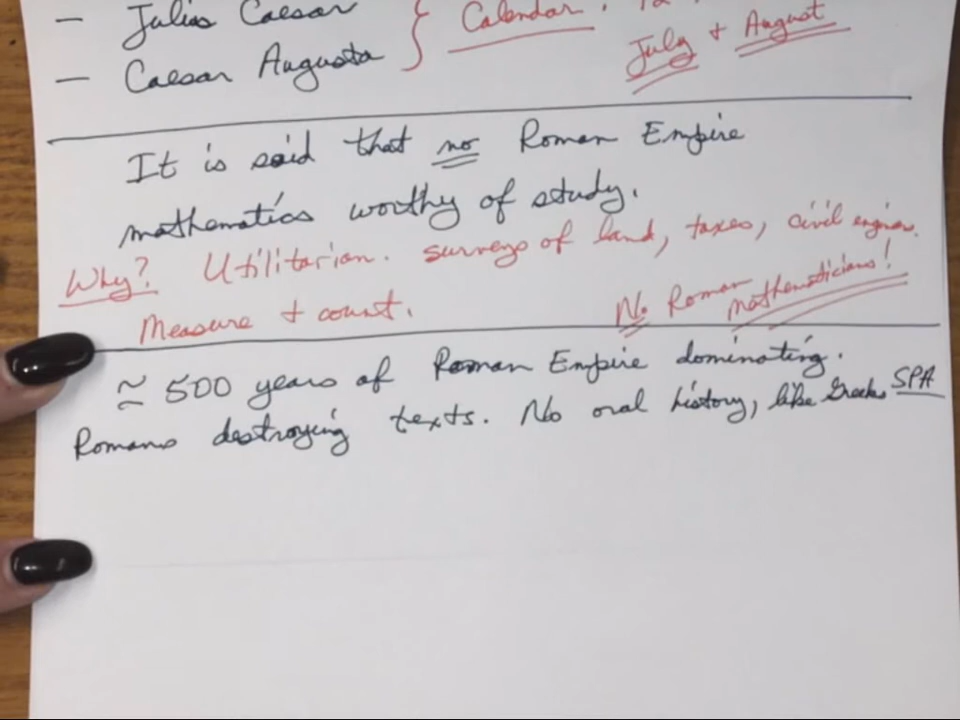 — Julius Caesar } Calendar.
July + August
— Caesar Augusta
It is said that no Roman Empire
mathematics worthy of study.
Why? Utilitarian. surveys of land, taxes, civil engineer.
Measure + count. No Roman mathematicians!
≈ 500 years of Roman Empire dominating.
Romans destroying texts. No oral history, like Greeks SPA